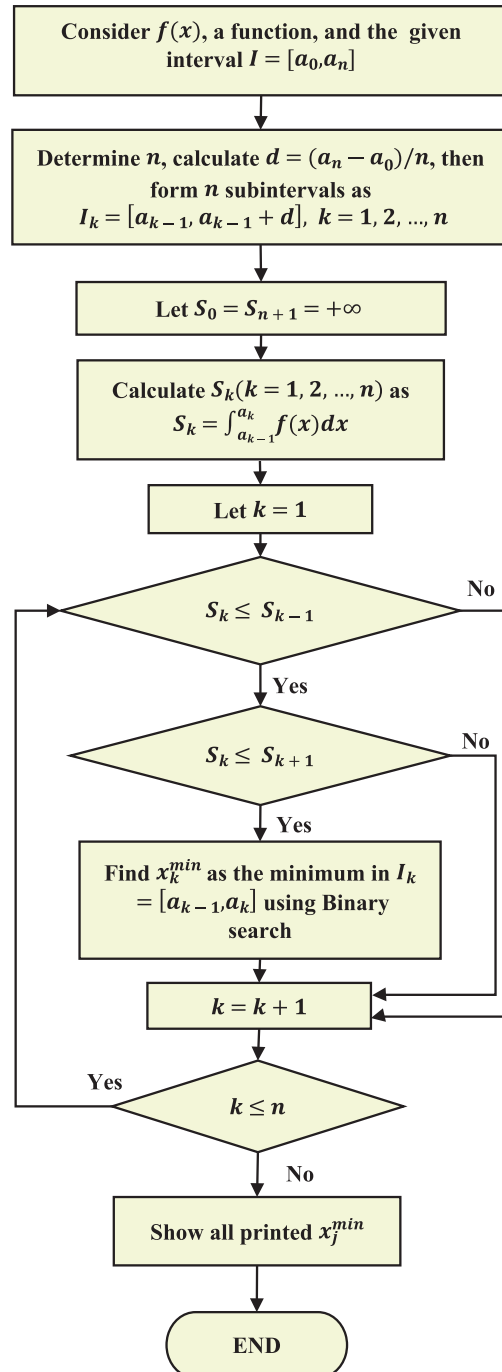 Consider f(x), a function, and the given
interval I = [a₀,aₙ]
Determine n, calculate d = (aₙ − a₀)/n, then
form n subintervals as
Iₖ = [aₖ₋₁, aₖ₋₁ + d], k = 1, 2, ..., n
Let S₀ = Sₙ₊₁ = +∞
Calculate Sₖ(k = 1, 2, ..., n) as
Sₖ = ∫_{aₖ₋₁}^{aₖ} f(x)dx
Let k = 1
Sₖ ≤ Sₖ₋₁
No
Yes
Sₖ ≤ Sₖ₊₁
No
Yes
Find xₖᵐⁱⁿ as the minimum in Iₖ
= [aₖ₋₁,aₖ] using Binary
search
k = k + 1
Yes
k ≤ n
No
Show all printed xⱼᵐⁱⁿ
END